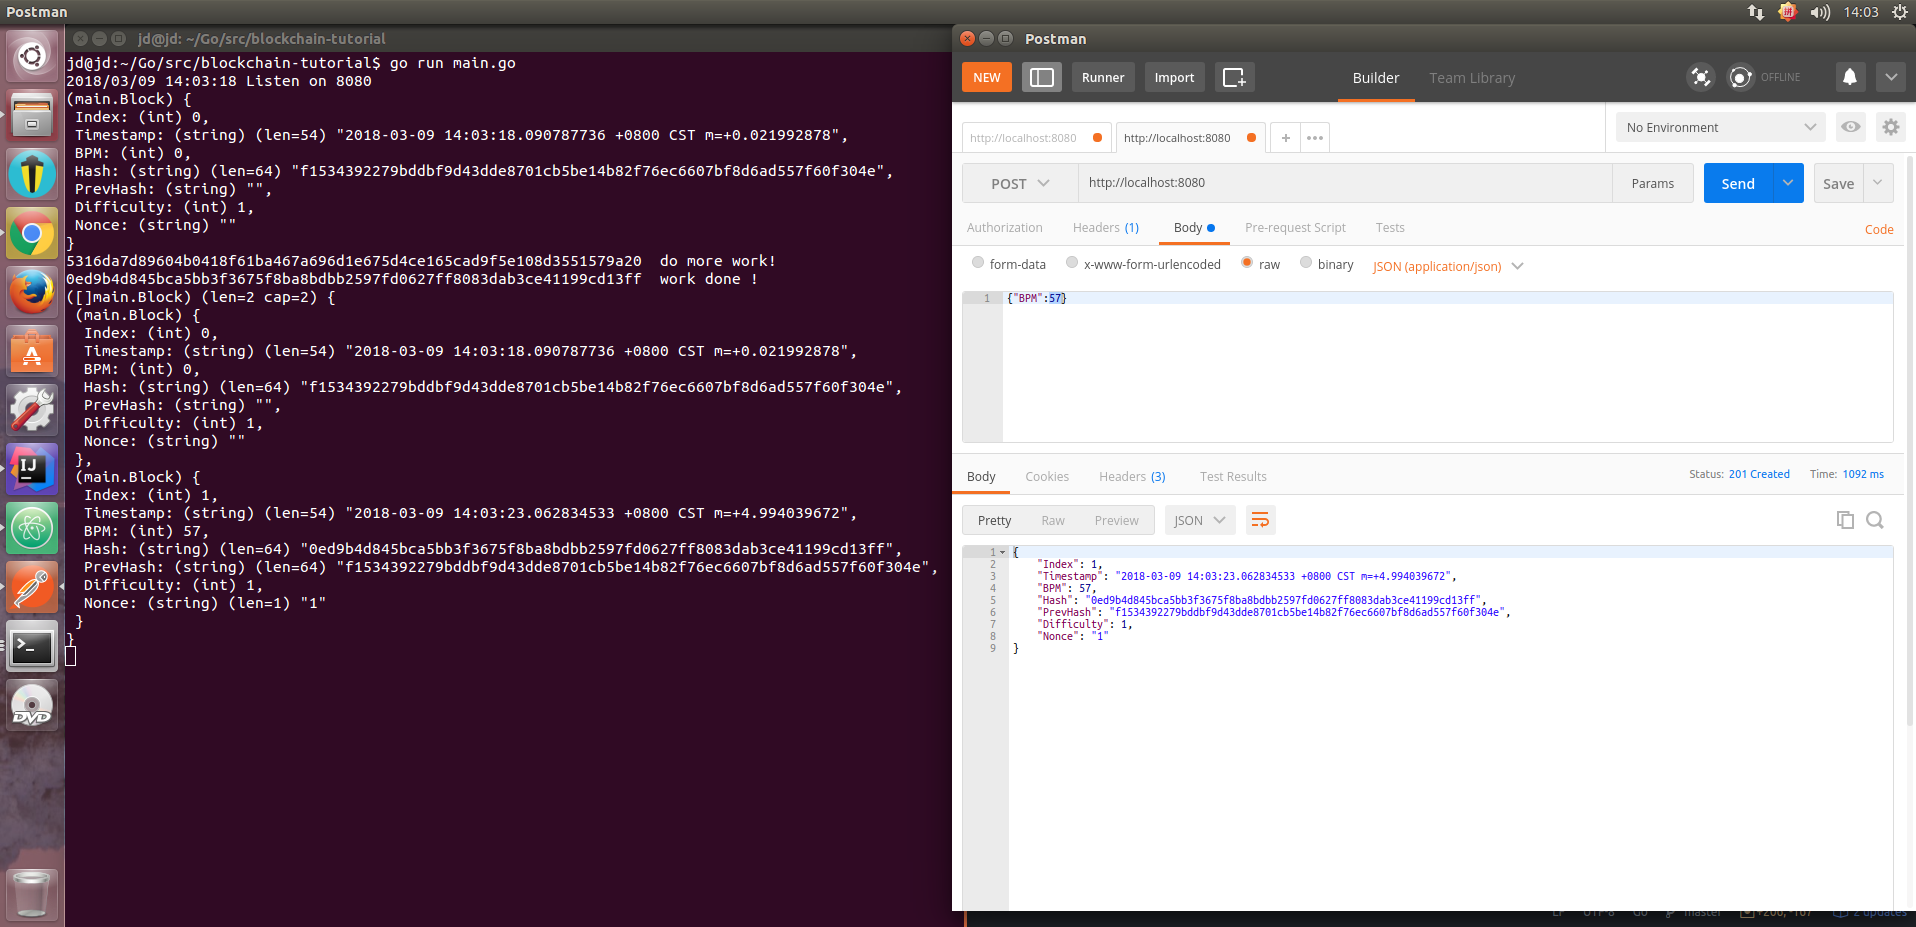 Postman
14:03
jd@jd: ~/Go/src/blockchain-tutorial
jd@jd:~/Go/src/blockchain-tutorial$ go run main.go
2018/03/09 14:03:18 Listen on 8080
(main.Block) {
 Index: (int) 0,
 Timestamp: (string) (len=54) "2018-03-09 14:03:18.090787736 +0800 CST m=+0.021992878",
 BPM: (int) 0,
 Hash: (string) (len=64) "f1534392279bddbf9d43dde8701cb5be14b82f76ec6607bf8d6ad557f60f304e",
 PrevHash: (string) "",
 Difficulty: (int) 1,
 Nonce: (string) ""
}
5316da7d89604b0418f61ba467a696d1e675d4ce165cad9f5e108d3551579a20  do more work!
0ed9b4d845bca5bb3f3675f8ba8bdbb2597fd0627ff8083dab3ce41199cd13ff  work done !
([]main.Block) (len=2 cap=2) {
 (main.Block) {
  Index: (int) 0,
  Timestamp: (string) (len=54) "2018-03-09 14:03:18.090787736 +0800 CST m=+0.021992878",
  BPM: (int) 0,
  Hash: (string) (len=64) "f1534392279bddbf9d43dde8701cb5be14b82f76ec6607bf8d6ad557f60f304e",
  PrevHash: (string) "",
  Difficulty: (int) 1,
  Nonce: (string) ""
 },
 (main.Block) {
  Index: (int) 1,
  Timestamp: (string) (len=54) "2018-03-09 14:03:23.062834533 +0800 CST m=+4.994039672",
  BPM: (int) 57,
  Hash: (string) (len=64) "0ed9b4d845bca5bb3f3675f8ba8bdbb2597fd0627ff8083dab3ce41199cd13ff",
  PrevHash: (string) (len=64) "f1534392279bddbf9d43dde8701cb5be14b82f76ec6607bf8d6ad557f60f304e",
  Difficulty: (int) 1,
  Nonce: (string) (len=1) "1"
 }
}
IJ
DVD
Postman
NEW Runner Import Builder Team Library OFFLINE
http://localhost:8080 http://localhost:8080 + ••• No Environment
POST http://localhost:8080 Params Send Save
Authorization Headers (1) Body Pre-request Script Tests Code
form-data x-www-form-urlencoded raw binary JSON (application/json)
1 {"BPM":57}
Body Cookies Headers (3) Test Results Status: 201 Created Time: 1092 ms
Pretty Raw Preview JSON
1 {
2 "Index": 1,
3 "Timestamp": "2018-03-09 14:03:23.062834533 +0800 CST m=+4.994039672",
4 "BPM": 57,
5 "Hash": "0ed9b4d845bca5bb3f3675f8ba8bdbb2597fd0627ff8083dab3ce41199cd13ff",
6 "PrevHash": "f1534392279bddbf9d43dde8701cb5be14b82f76ec6607bf8d6ad557f60f304e",
7 "Difficulty": 1,
8 "Nonce": "1"
9 }
LF UTF-8 Go master 2 updates